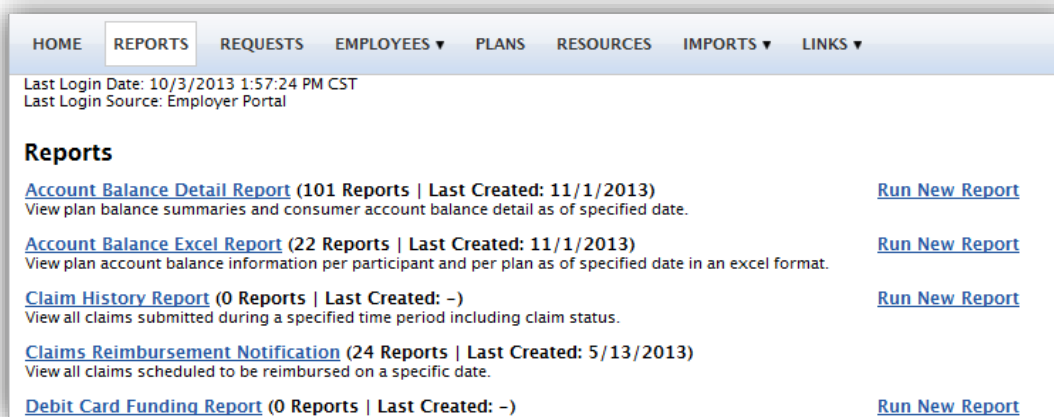 HOME REPORTS REQUESTS EMPLOYEES ▼ PLANS RESOURCES IMPORTS ▼ LINKS ▼
Last Login Date: 10/3/2013 1:57:24 PM CST
Last Login Source: Employer Portal
Reports
Account Balance Detail Report (101 Reports | Last Created: 11/1/2013) Run New Report
View plan balance summaries and consumer account balance detail as of specified date.
Account Balance Excel Report (22 Reports | Last Created: 11/1/2013) Run New Report
View plan account balance information per participant and per plan as of specified date in an excel format.
Claim History Report (0 Reports | Last Created: -) Run New Report
View all claims submitted during a specified time period including claim status.
Claims Reimbursement Notification (24 Reports | Last Created: 5/13/2013)
View all claims scheduled to be reimbursed on a specific date.
Debit Card Funding Report (0 Reports | Last Created: -) Run New Report